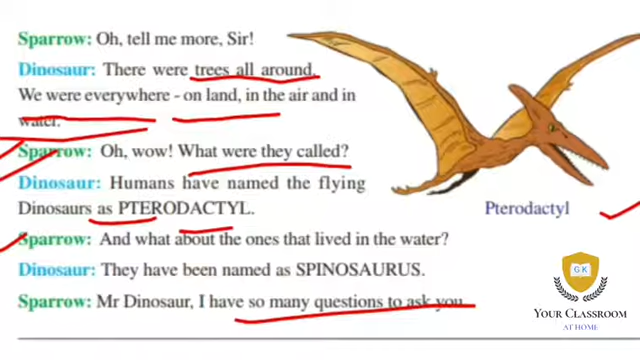 Sparrow: Oh, tell me more, Sir!
Dinosaur: There were trees all around.
We were everywhere - on land, in the air and in
water.
Sparrow: Oh, wow! What were they called?
Dinosaur: Humans have named the flying
Dinosaurs as PTERODACTYL.
Sparrow: And what about the ones that lived in the water?
Dinosaur: They have been named as SPINOSAURUS.
Sparrow: Mr Dinosaur, I have so many questions to ask you.
Pterodactyl
GK
YOUR CLASSROOM
AT HOME